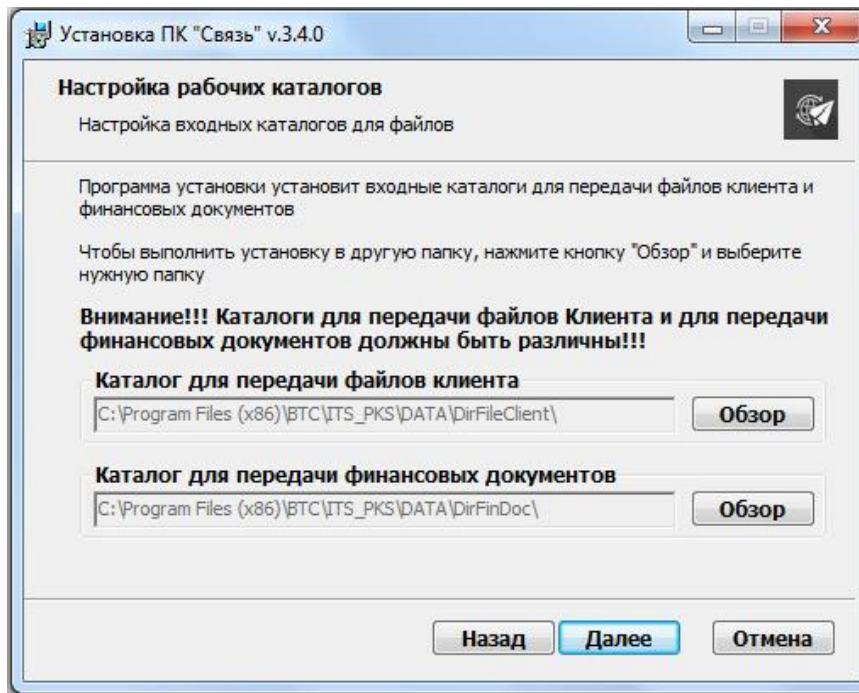 Установка ПК "Связь" v.3.4.0
Настройка рабочих каталогов
Настройка входных каталогов для файлов
Программа установки установит входные каталоги для передачи файлов клиента и
финансовых документов
Чтобы выполнить установку в другую папку, нажмите кнопку "Обзор" и выберите
нужную папку
Внимание!!! Каталоги для передачи файлов Клиента и для передачи
финансовых документов должны быть различны!!!
Каталог для передачи файлов клиента
C:\Program Files (x86)\BTC\ITS_PKS\DATA\DirFileClient\
Обзор
Каталог для передачи финансовых документов
C:\Program Files (x86)\BTC\ITS_PKS\DATA\DirFinDoc\
Обзор
Назад
Далее
Отмена